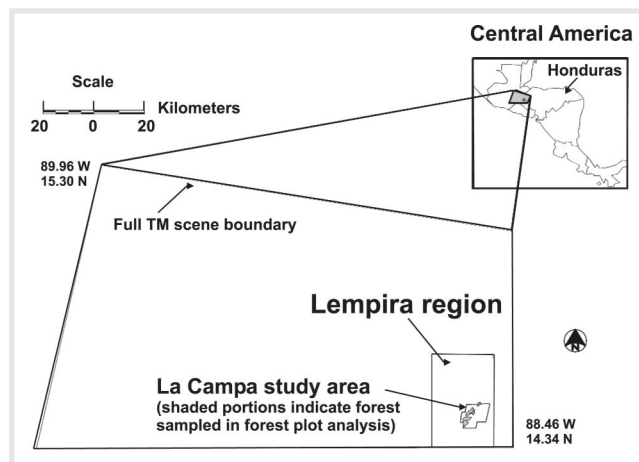 Central America
Honduras
Scale
Kilometers
20 0 20
89.96 W
15.30 N
Full TM scene boundary
Lempira region
La Campa study area
(shaded portions indicate forest
sampled in forest plot analysis)
N
88.46 W
14.34 N